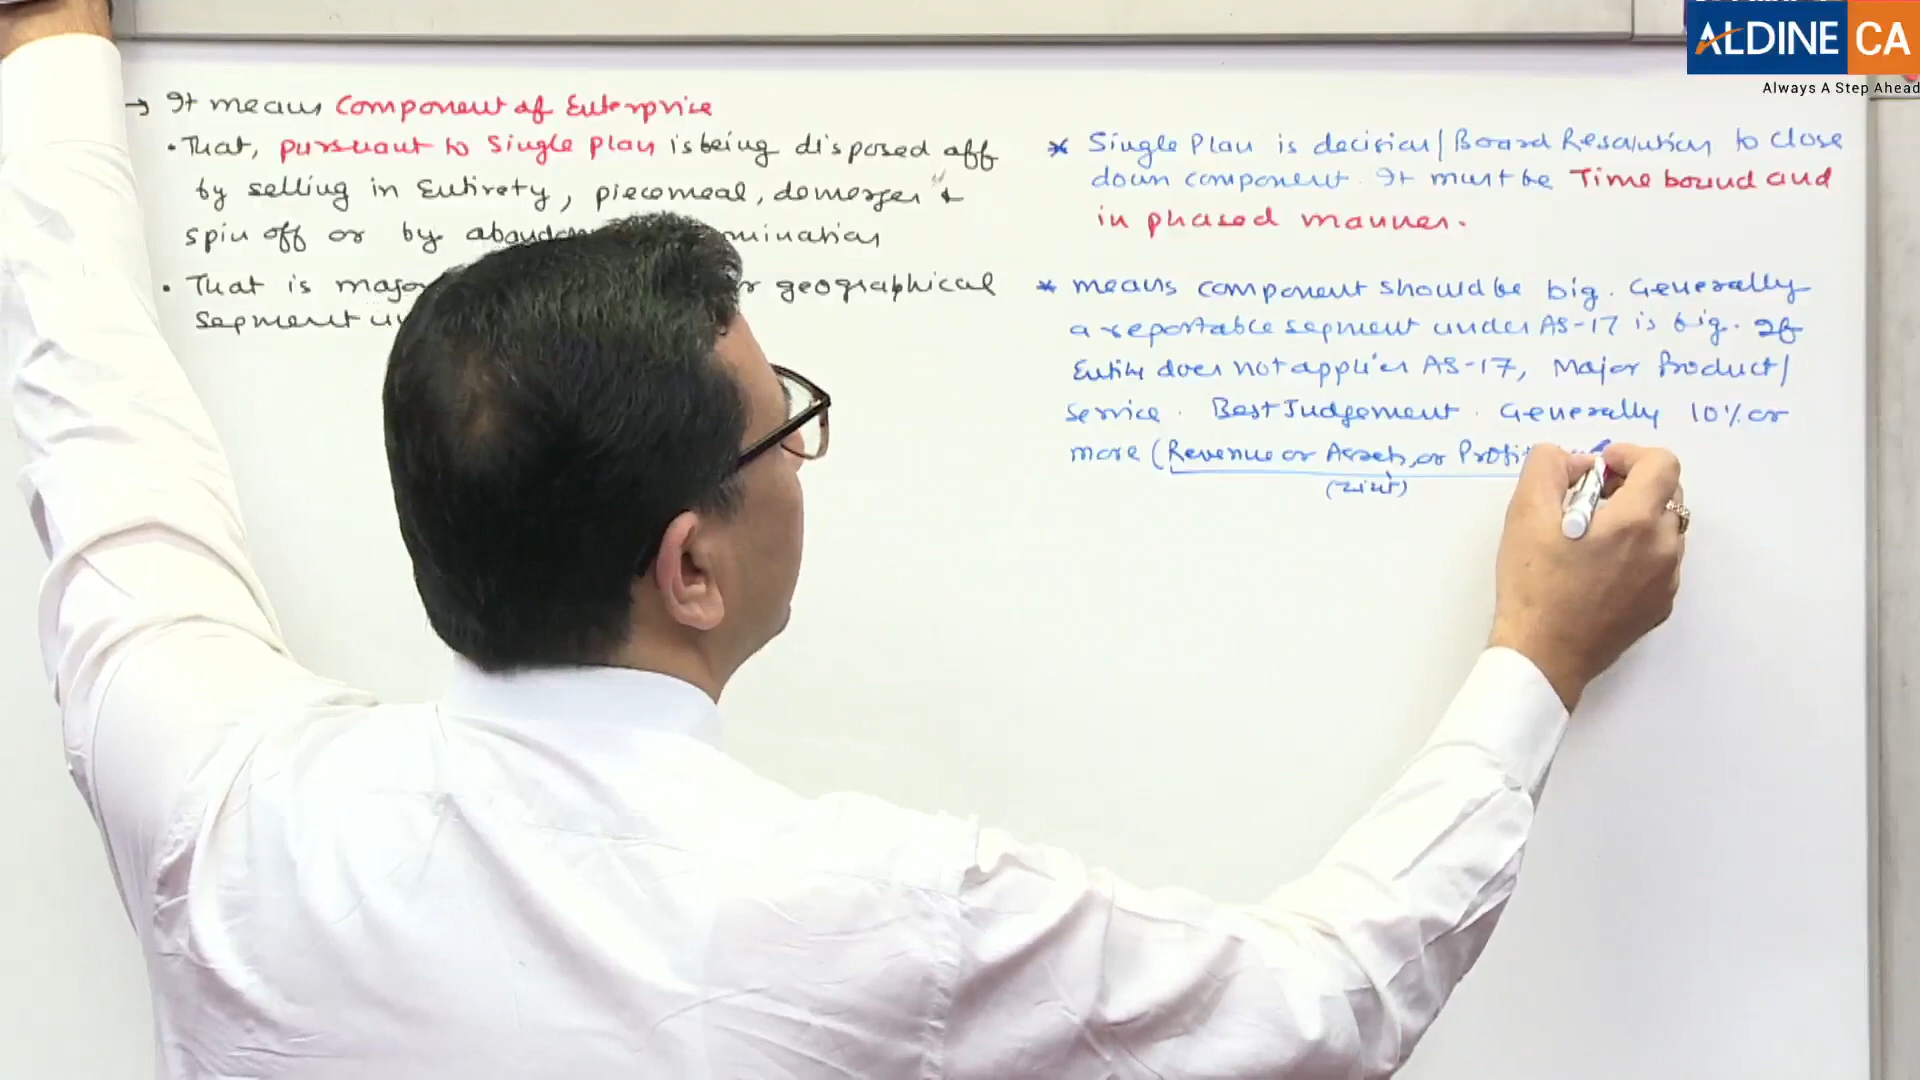 ALDINE CA
Always A Step Ahead
→ It means Component of Enterprise
• That, pursuant to Single Plan is being disposed off
by selling in Entirety, piecemeal, demerger &
spin off or by
• That is major geographical
Segment
* Single Plan is decision/Board Resolution to close
down component. It must be Time bound and
in phased manner.
* means component should be big. Generally
a reportable segment under AS-17 is big. If
Entity does not applies AS-17, Major Product/
Service. Best Judgement. Generally 10% or
more (Revenue or Assets, or